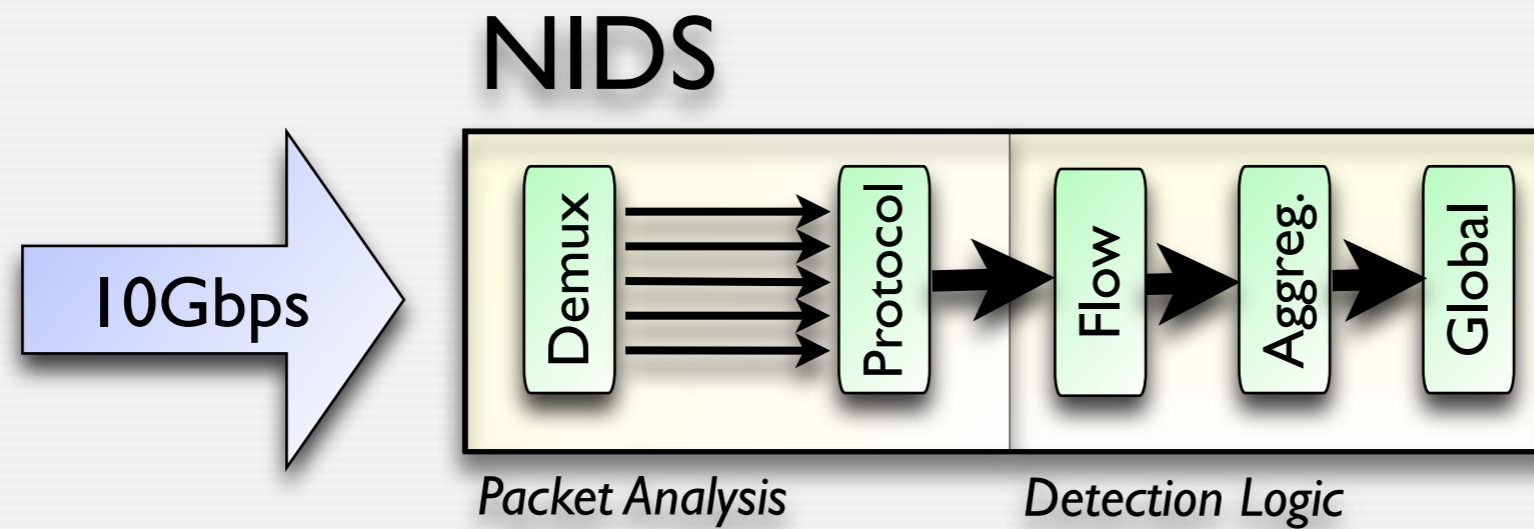 NIDS
10Gbps
Demux
Protocol
Flow
Aggreg.
Global
Packet Analysis
Detection Logic